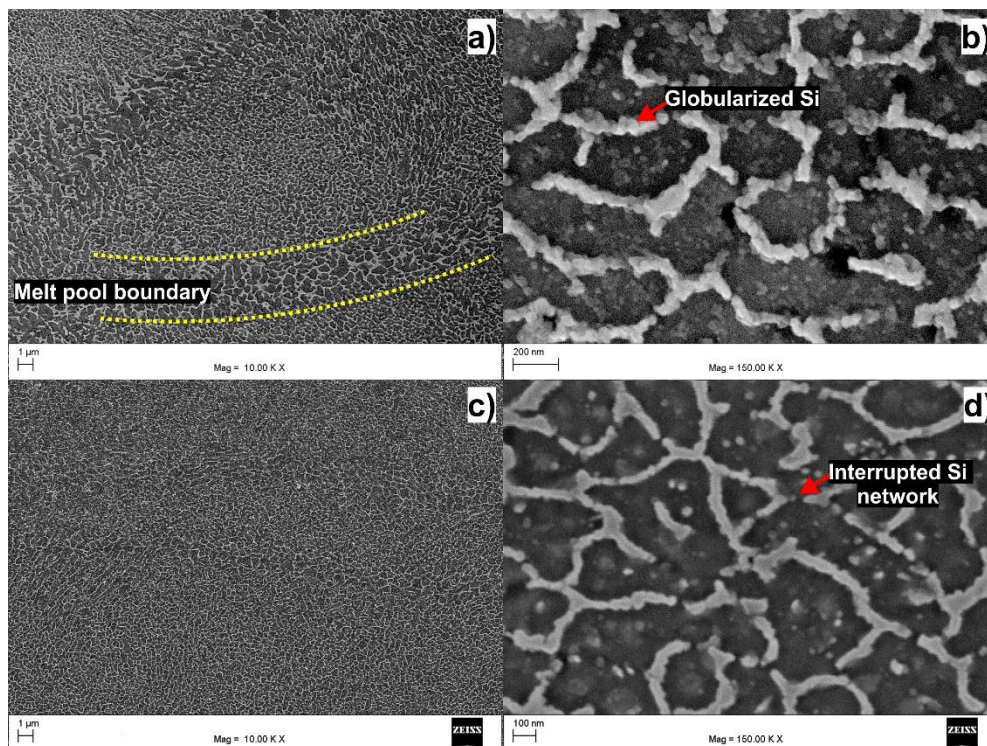 a)
Melt pool boundary
1 µm
Mag = 10.00 K X
b)
Globularized Si
200 nm
Mag = 150.00 K X
c)
1 µm
Mag = 10.00 K X
ZEISS
d)
Interrupted Si
network
100 nm
Mag = 150.00 K X
ZEISS